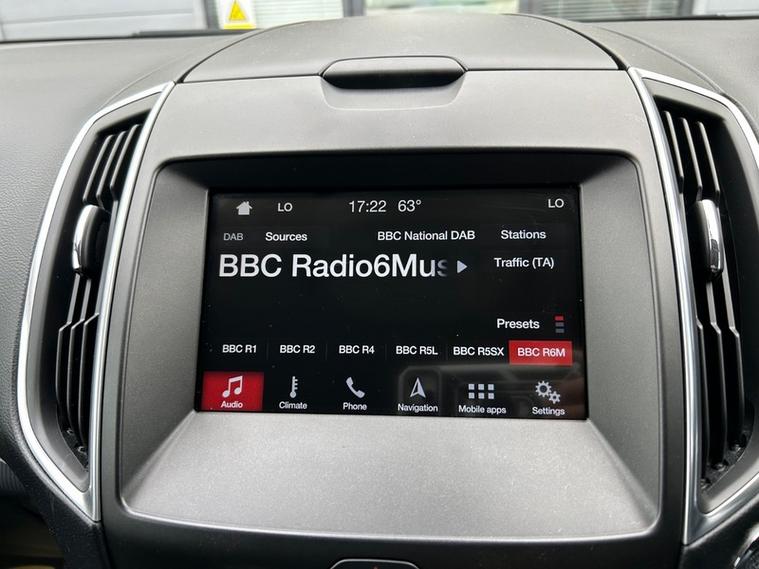 LO 17:22 63° LO
DAB Sources BBC National DAB Stations
BBC Radio6Mus Traffic (TA)
Presets
BBC R1 BBC R2 BBC R4 BBC R5L BBC R5SX BBC R6M
Audio Climate Phone Navigation Mobile apps Settings